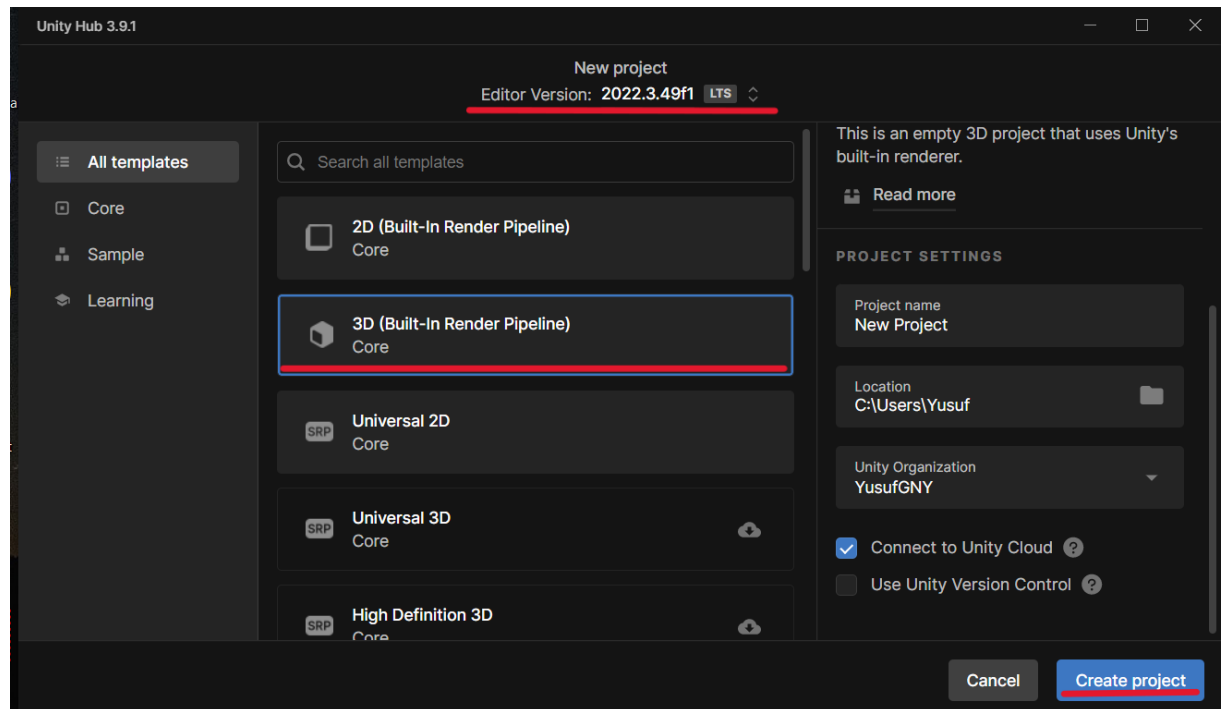 Unity Hub 3.9.1
New project
Editor Version: 2022.3.49f1 LTS
a
All templates
Core
Sample
Learning
Search all templates
2D (Built-In Render Pipeline)
Core
3D (Built-In Render Pipeline)
Core
SRP
Universal 2D
Core
SRP
Universal 3D
Core
SRP
High Definition 3D
Core
This is an empty 3D project that uses Unity's
built-in renderer.
Read more
PROJECT SETTINGS
Project name
New Project
Location
C:\Users\Yusuf
Unity Organization
YusufGNY
Connect to Unity Cloud ?
Use Unity Version Control ?
Cancel
Create project